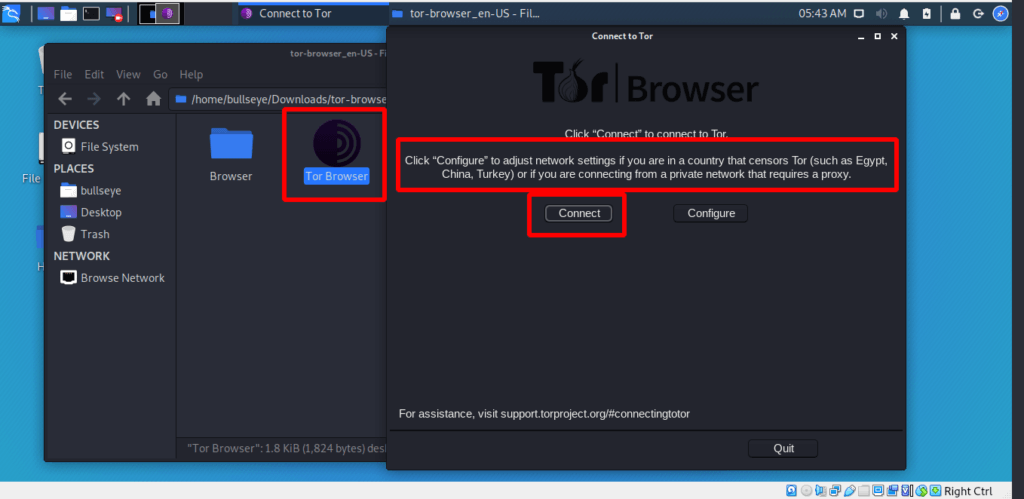 Connect to Tor
tor-browser_en-US - Fil...
05:43 AM
tor-browser_en-US - Fi
File Edit View Go Help
/home/bullseye/Downloads/tor-browse
DEVICES
File System
PLACES
bullseye
Desktop
Trash
NETWORK
Browse Network
Browser
Tor Browser
"Tor Browser": 1.8 KiB (1,824 bytes) des
File
Connect to Tor
Tor Browser
Click “Connect” to connect to Tor.
Click “Configure” to adjust network settings if you are in a country that censors Tor (such as Egypt,
China, Turkey) or if you are connecting from a private network that requires a proxy.
Connect
Configure
For assistance, visit support.torproject.org/#connectingtotor
Quit
Right Ctrl